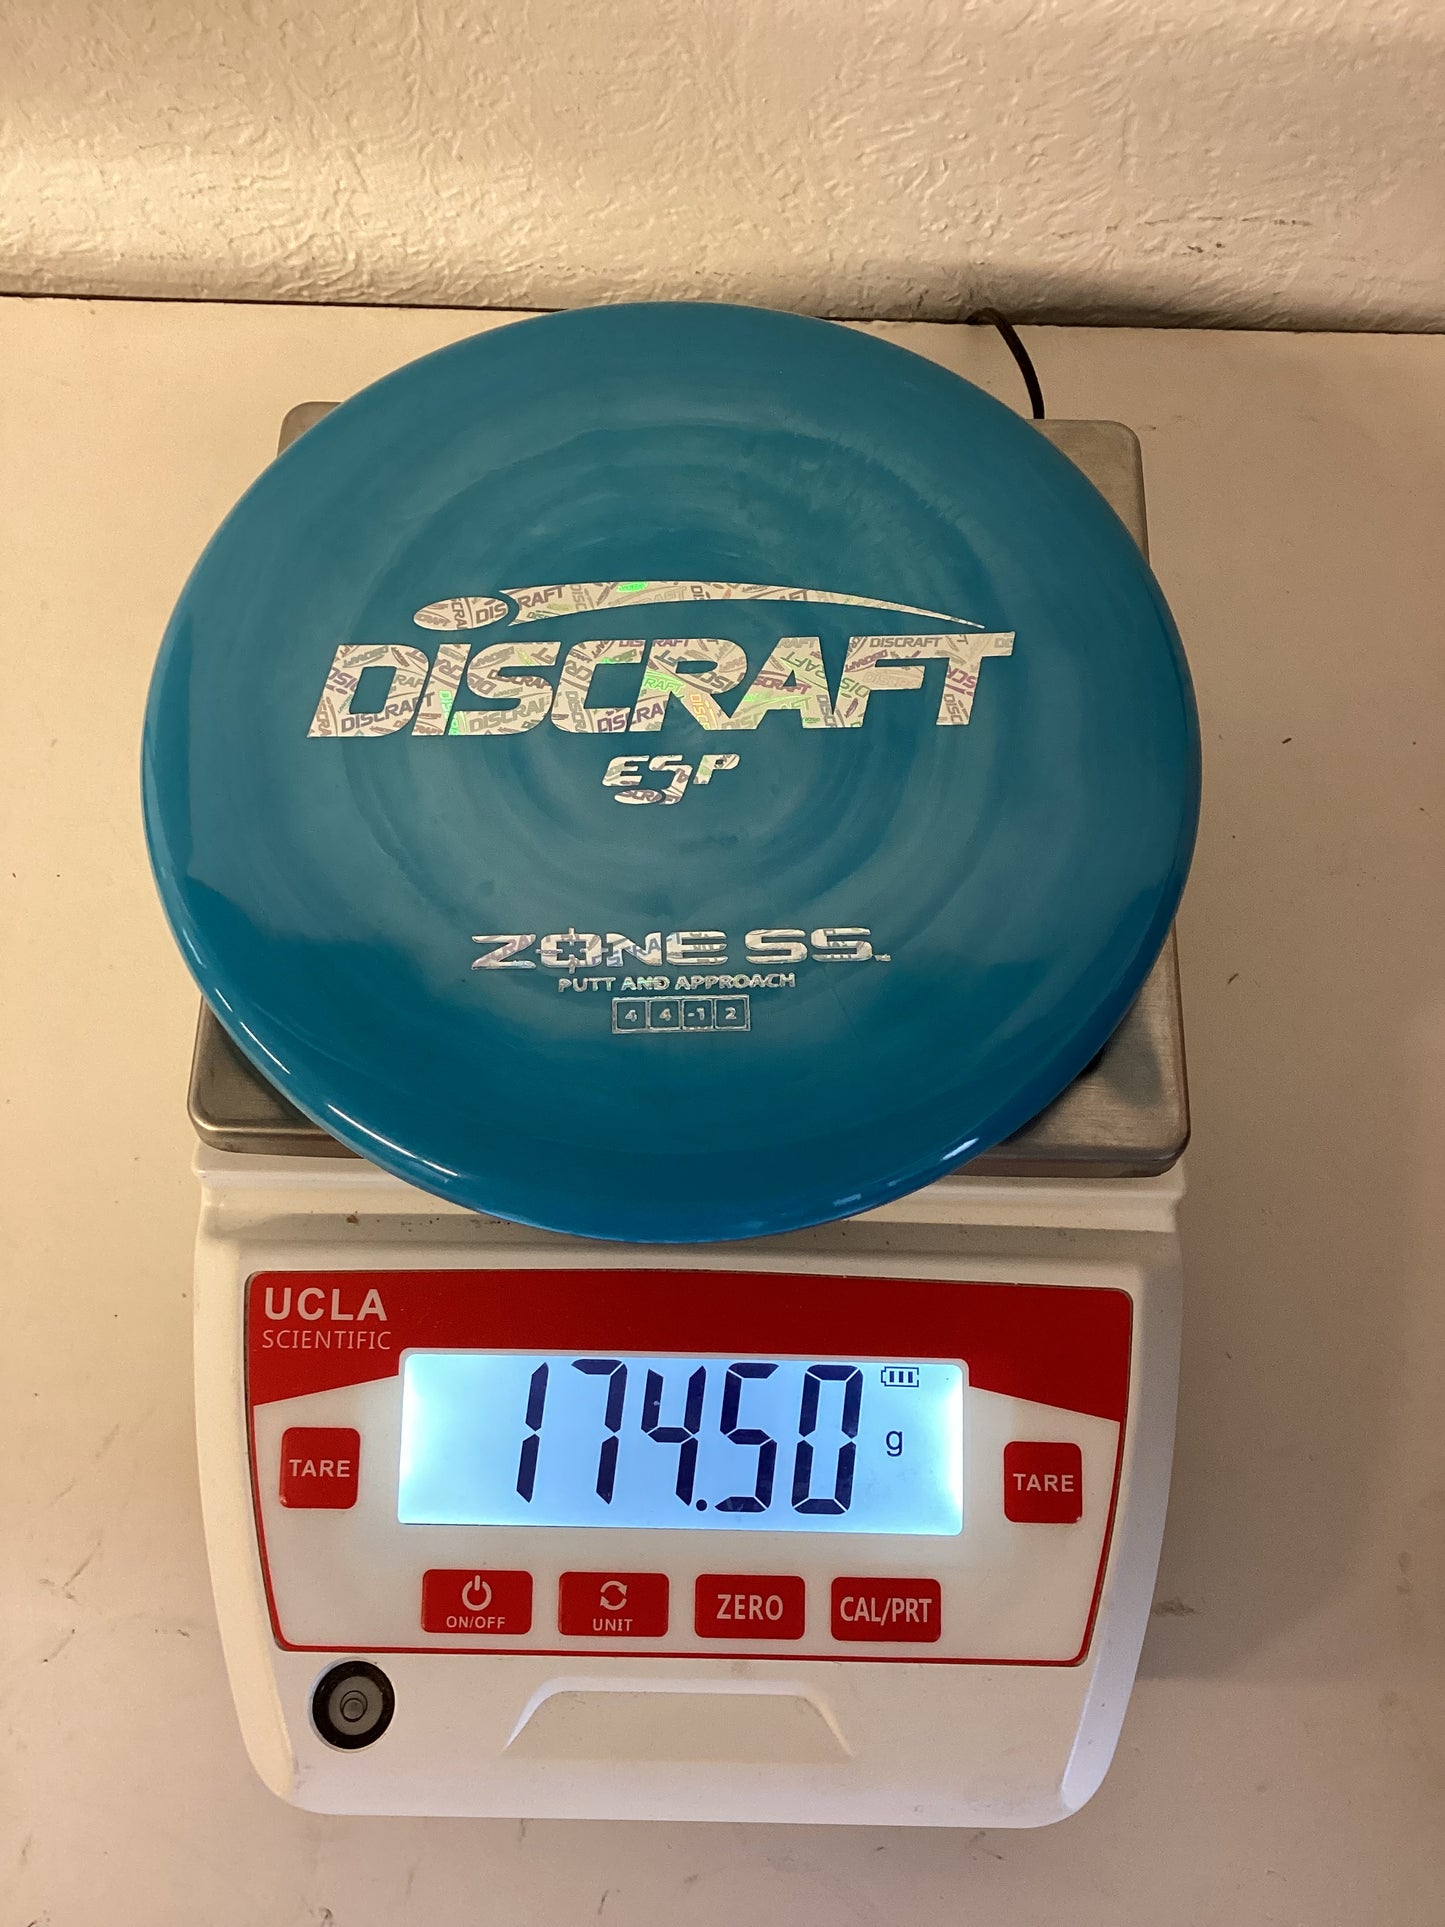 DISCRAFT
ESP
ZONE SS™
PUTT AND APPROACH
4 4 -1 2
UCLA
SCIENTIFIC
174.50 g
TARE
TARE
ON/OFF
UNIT
ZERO
CAL/PRT